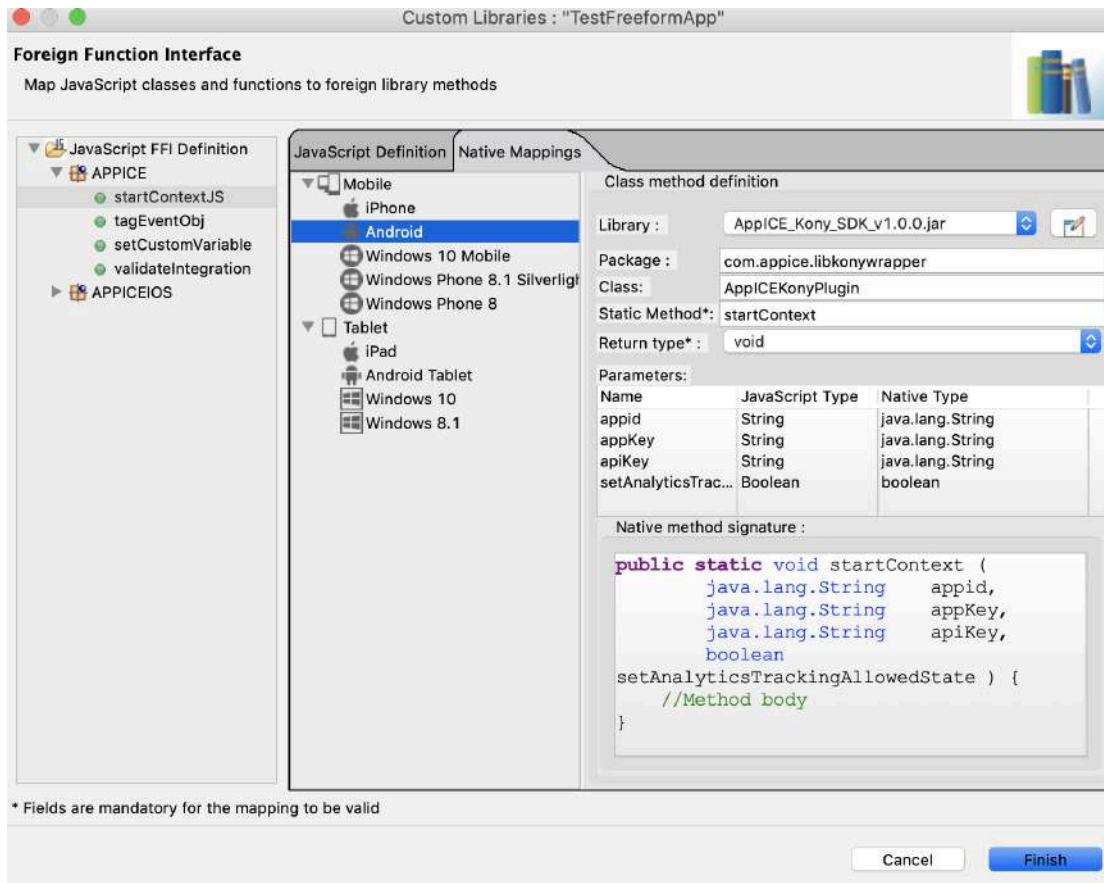 Custom Libraries : "TestFreeformApp"
Foreign Function Interface
Map JavaScript classes and functions to foreign library methods
JavaScript FFI Definition
APPICE
startContextJS
tagEventObj
setCustomVariable
validateIntegration
APPICEIOS
JavaScript Definition
Native Mappings
Mobile
iPhone
Android
Windows 10 Mobile
Windows Phone 8.1 Silverligh
Windows Phone 8
Tablet
iPad
Android Tablet
Windows 10
Windows 8.1
Class method definition
Library : AppICE_Kony_SDK_v1.0.0.jar
Package : com.appice.libkonywrapper
Class: AppICEKonyPlugin
Static Method*: startContext
Return type* : void
Parameters:
Name JavaScript Type Native Type
appid String java.lang.String
appKey String java.lang.String
apiKey String java.lang.String
setAnalyticsTrac... Boolean boolean
Native method signature :
public static void startContext (
java.lang.String appid,
java.lang.String appKey,
java.lang.String apiKey,
boolean
setAnalyticsTrackingAllowedState ) {
//Method body
}
* Fields are mandatory for the mapping to be valid
Cancel Finish